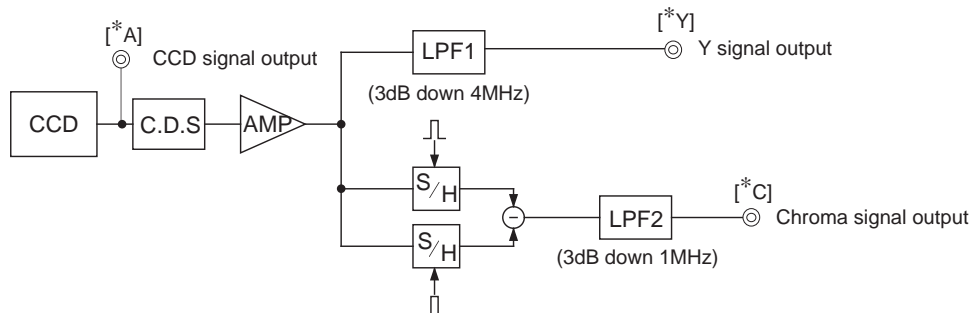 [*A]
CCD signal output
[*Y]
Y signal output
LPF1
(3dB down 4MHz)
CCD
C.D.S
AMP
S/H
[*C]
Chroma signal output
LPF2
(3dB down 1MHz)
S/H